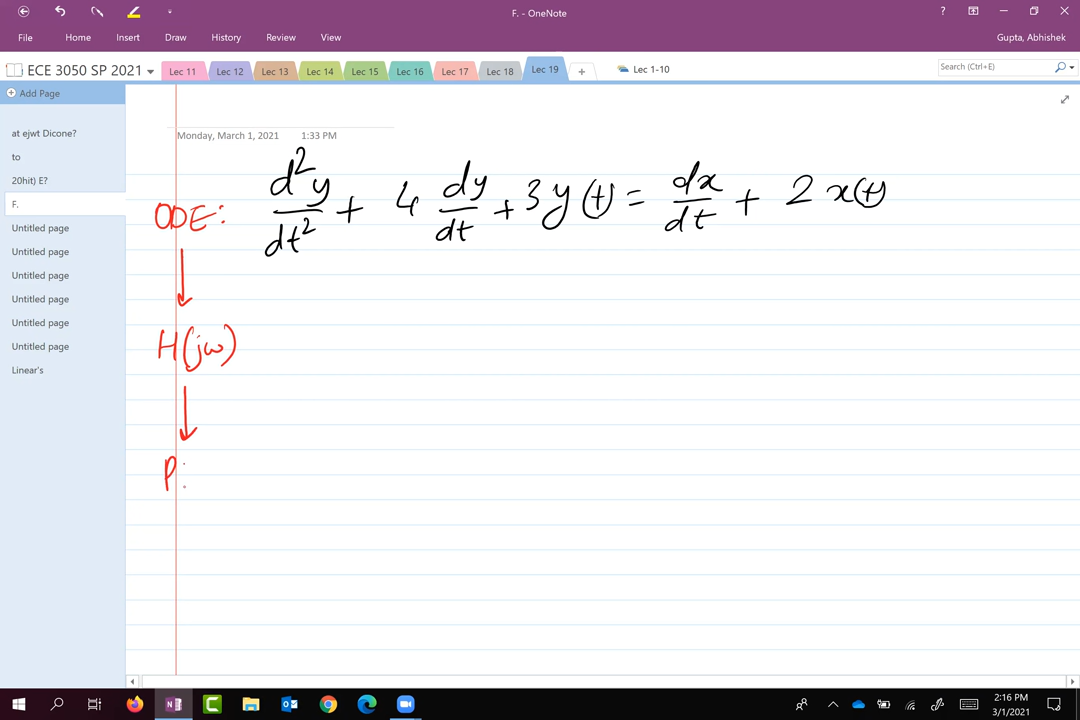 F. - OneNote
? Gupta, Abhishek
File Home Insert Draw History Review View
ECE 3050 SP 2021 Lec 11 Lec 12 Lec 13 Lec 14 Lec 15 Lec 16 Lec 17 Lec 18 Lec 19 + Lec 1-10 Search (Ctrl+E)
Add Page
at ejwt Dicone?
to
20hit) E?
F.
Untitled page
Untitled page
Untitled page
Untitled page
Untitled page
Untitled page
Linear's
Monday, March 1, 2021 1:33 PM
ODE: d²y/dt² + 4 dy/dt + 3y(t) = dx/dt + 2x(t)
H(jω)
P:
2:16 PM
3/1/2021